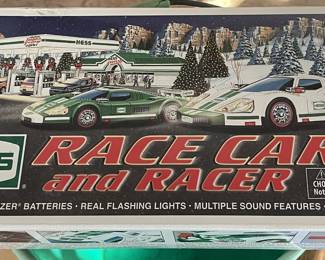 HESS
RACE CAR
and RACER
BATTERIES • REAL FLASHING LIGHTS • MULTIPLE SOUND FEATURES •